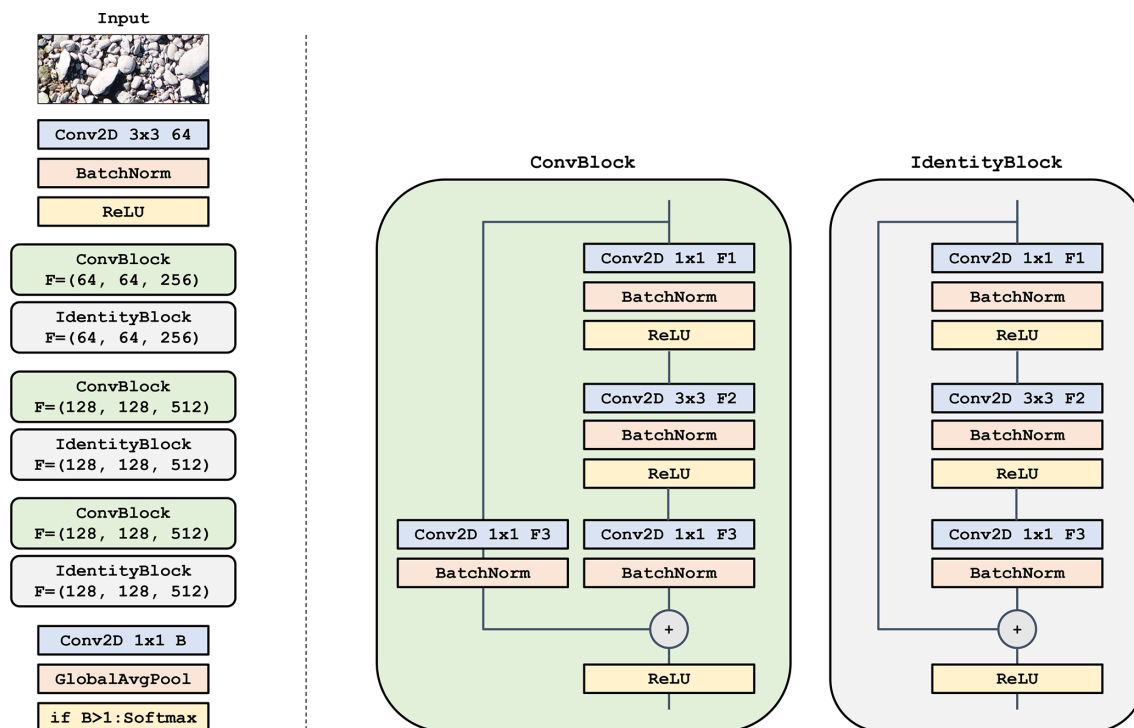 Input
Conv2D 3x3 64
BatchNorm
ReLU
ConvBlock
F=(64, 64, 256)
IdentityBlock
F=(64, 64, 256)
ConvBlock
F=(128, 128, 512)
IdentityBlock
F=(128, 128, 512)
ConvBlock
F=(128, 128, 512)
IdentityBlock
F=(128, 128, 512)
Conv2D 1x1 B
GlobalAvgPool
if B>1:Softmax
ConvBlock
Conv2D 1x1 F1
BatchNorm
ReLU
Conv2D 3x3 F2
BatchNorm
ReLU
Conv2D 1x1 F3
BatchNorm
Conv2D 1x1 F3
BatchNorm
+
ReLU
IdentityBlock
Conv2D 1x1 F1
BatchNorm
ReLU
Conv2D 3x3 F2
BatchNorm
ReLU
Conv2D 1x1 F3
BatchNorm
+
ReLU